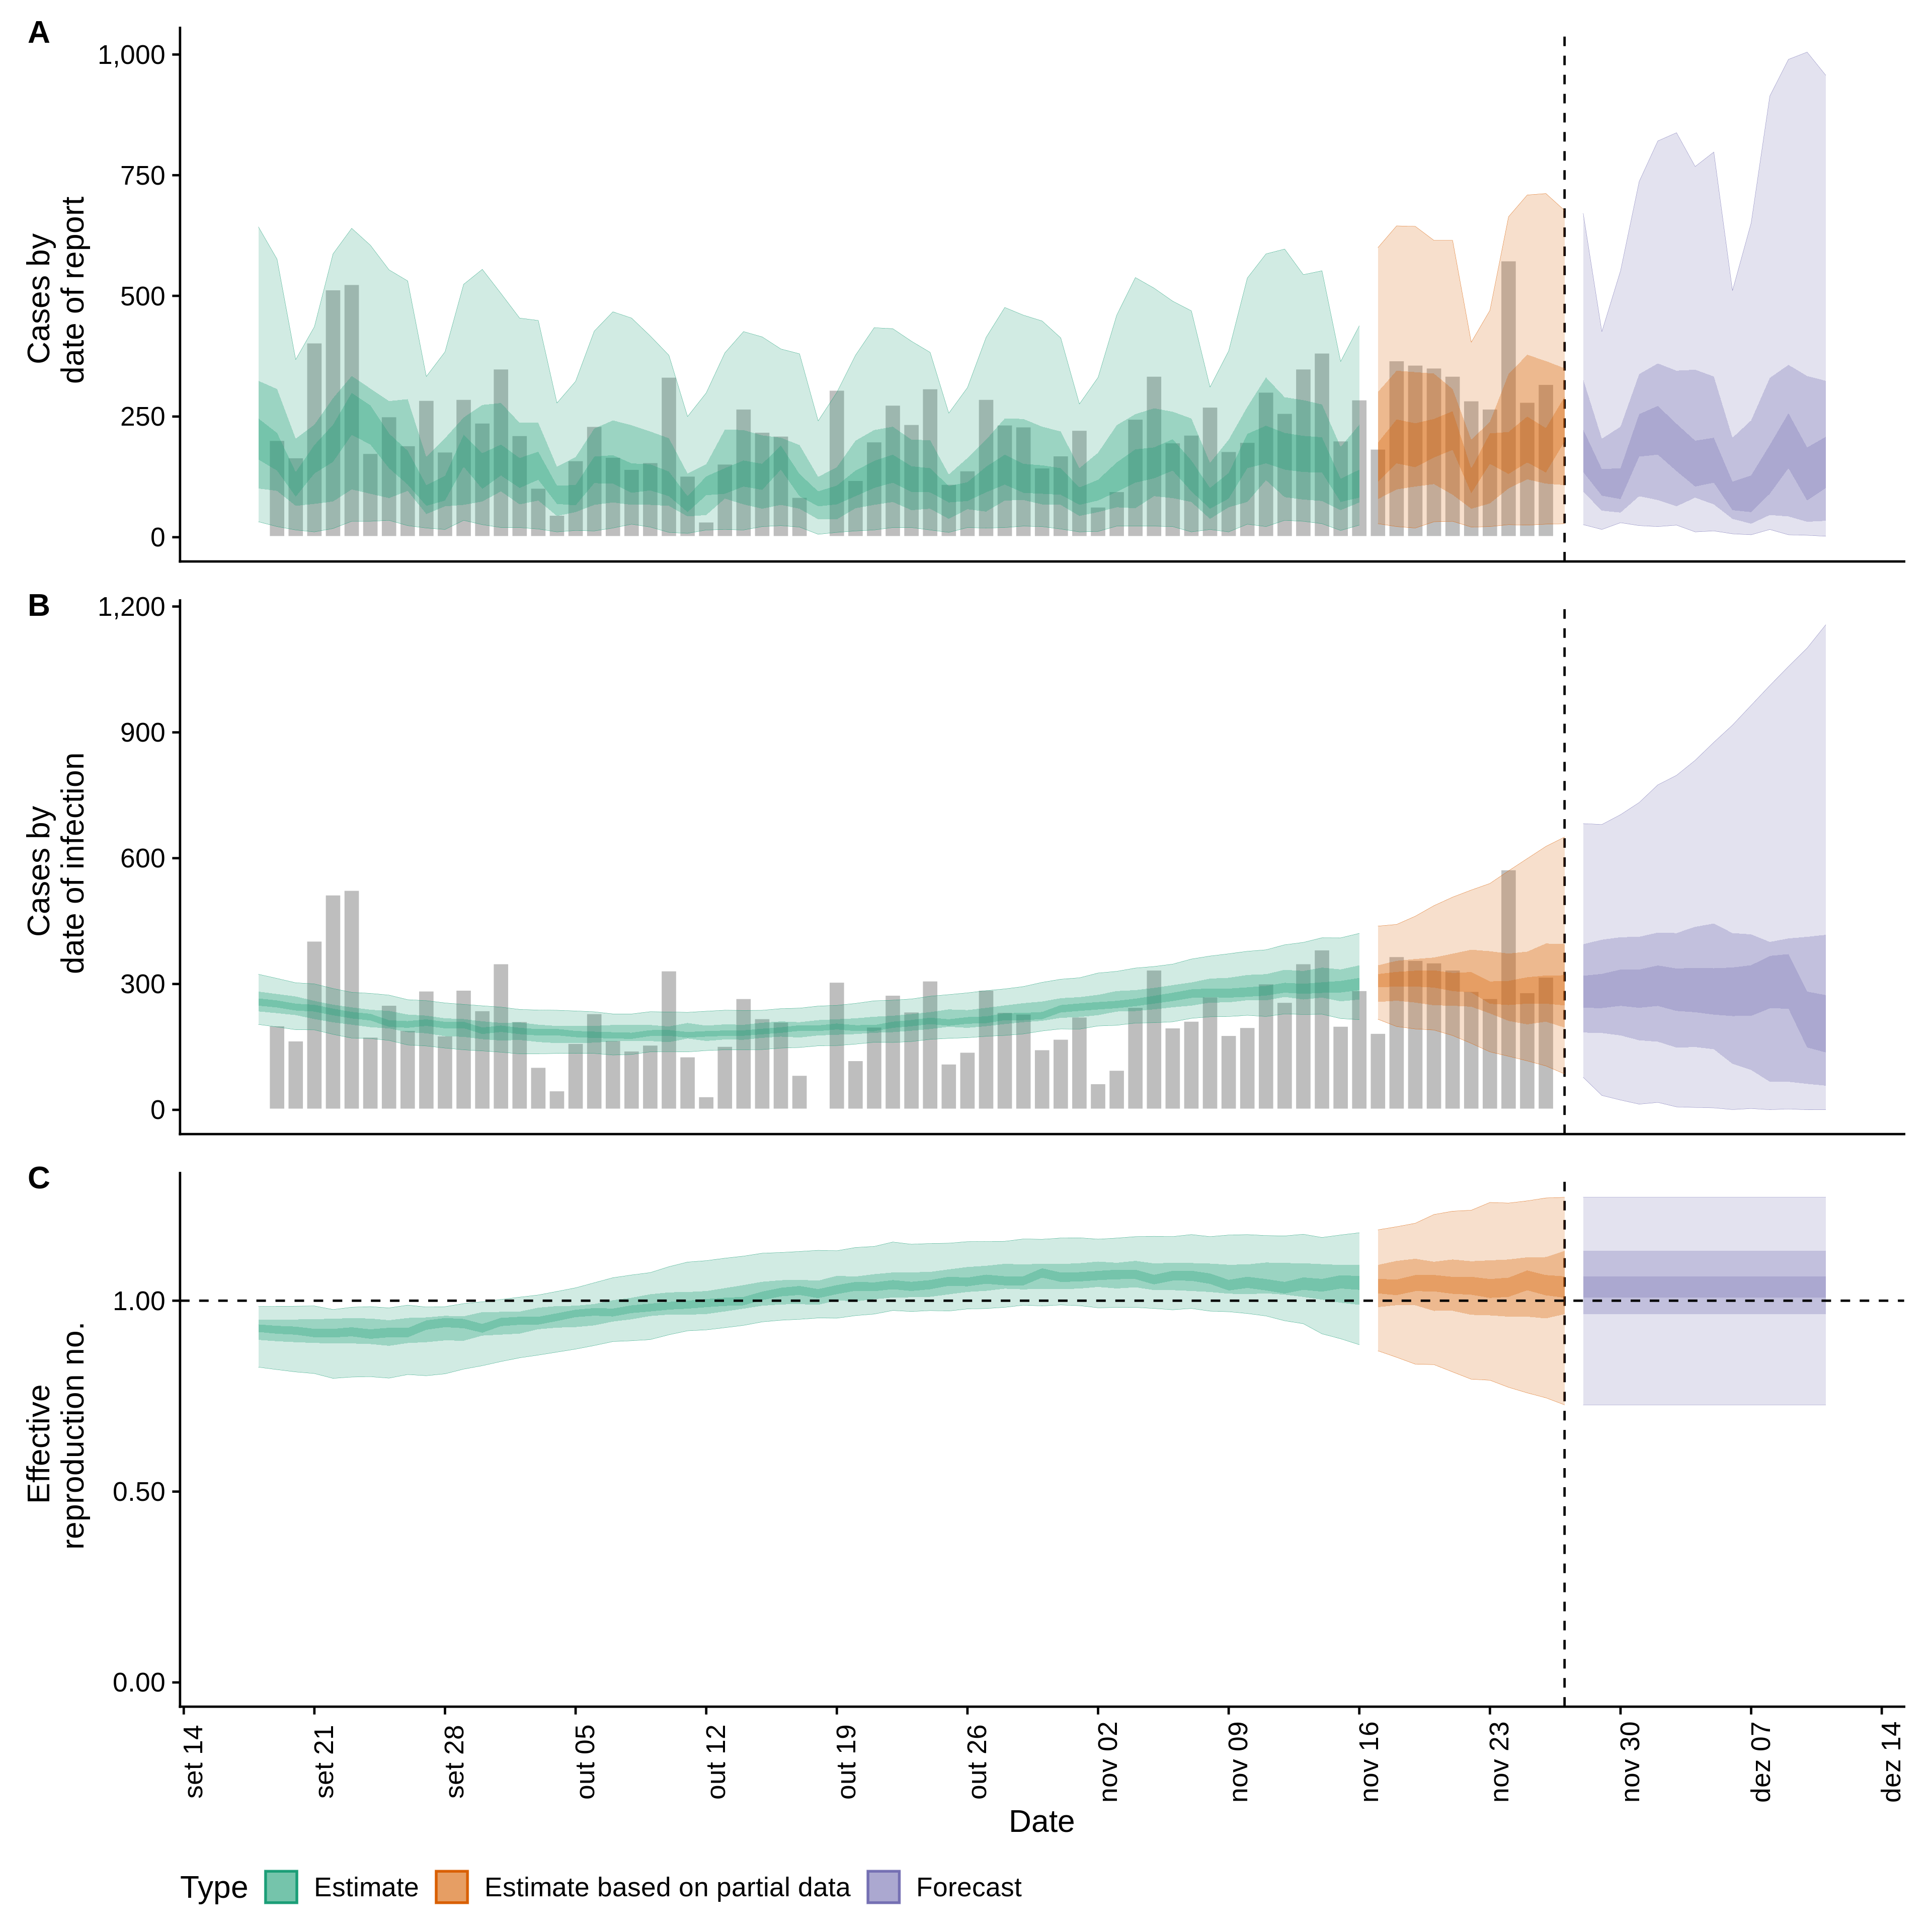 A
1,000
750
500
250
0
Cases by
date of report
B
1,200
900
600
300
0
Cases by
date of infection
C
1.00
0.50
0.00
Effective
reproduction no.
set 14
set 21
set 28
out 05
out 12
out 19
out 26
nov 02
nov 09
nov 16
nov 23
nov 30
dez 07
dez 14
Date
Type Estimate Estimate based on partial data Forecast